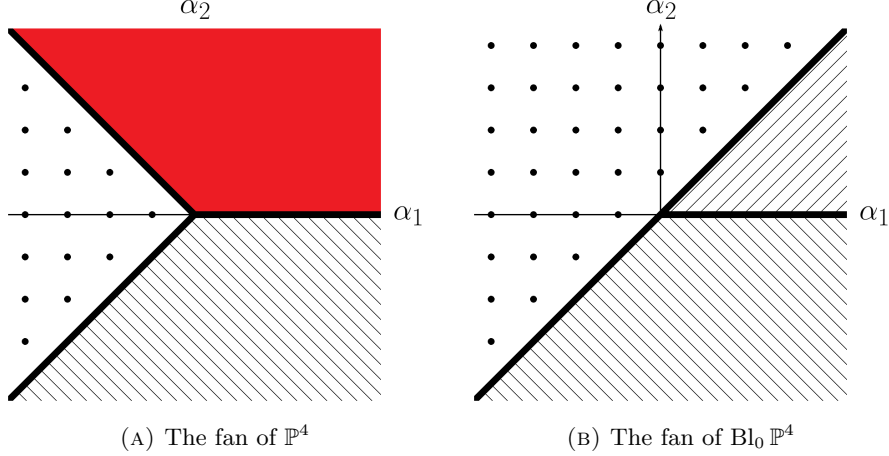 α₂
α₂
α₁
α₁
(A) The fan of ℙ⁴
(B) The fan of Bl₀ ℙ⁴